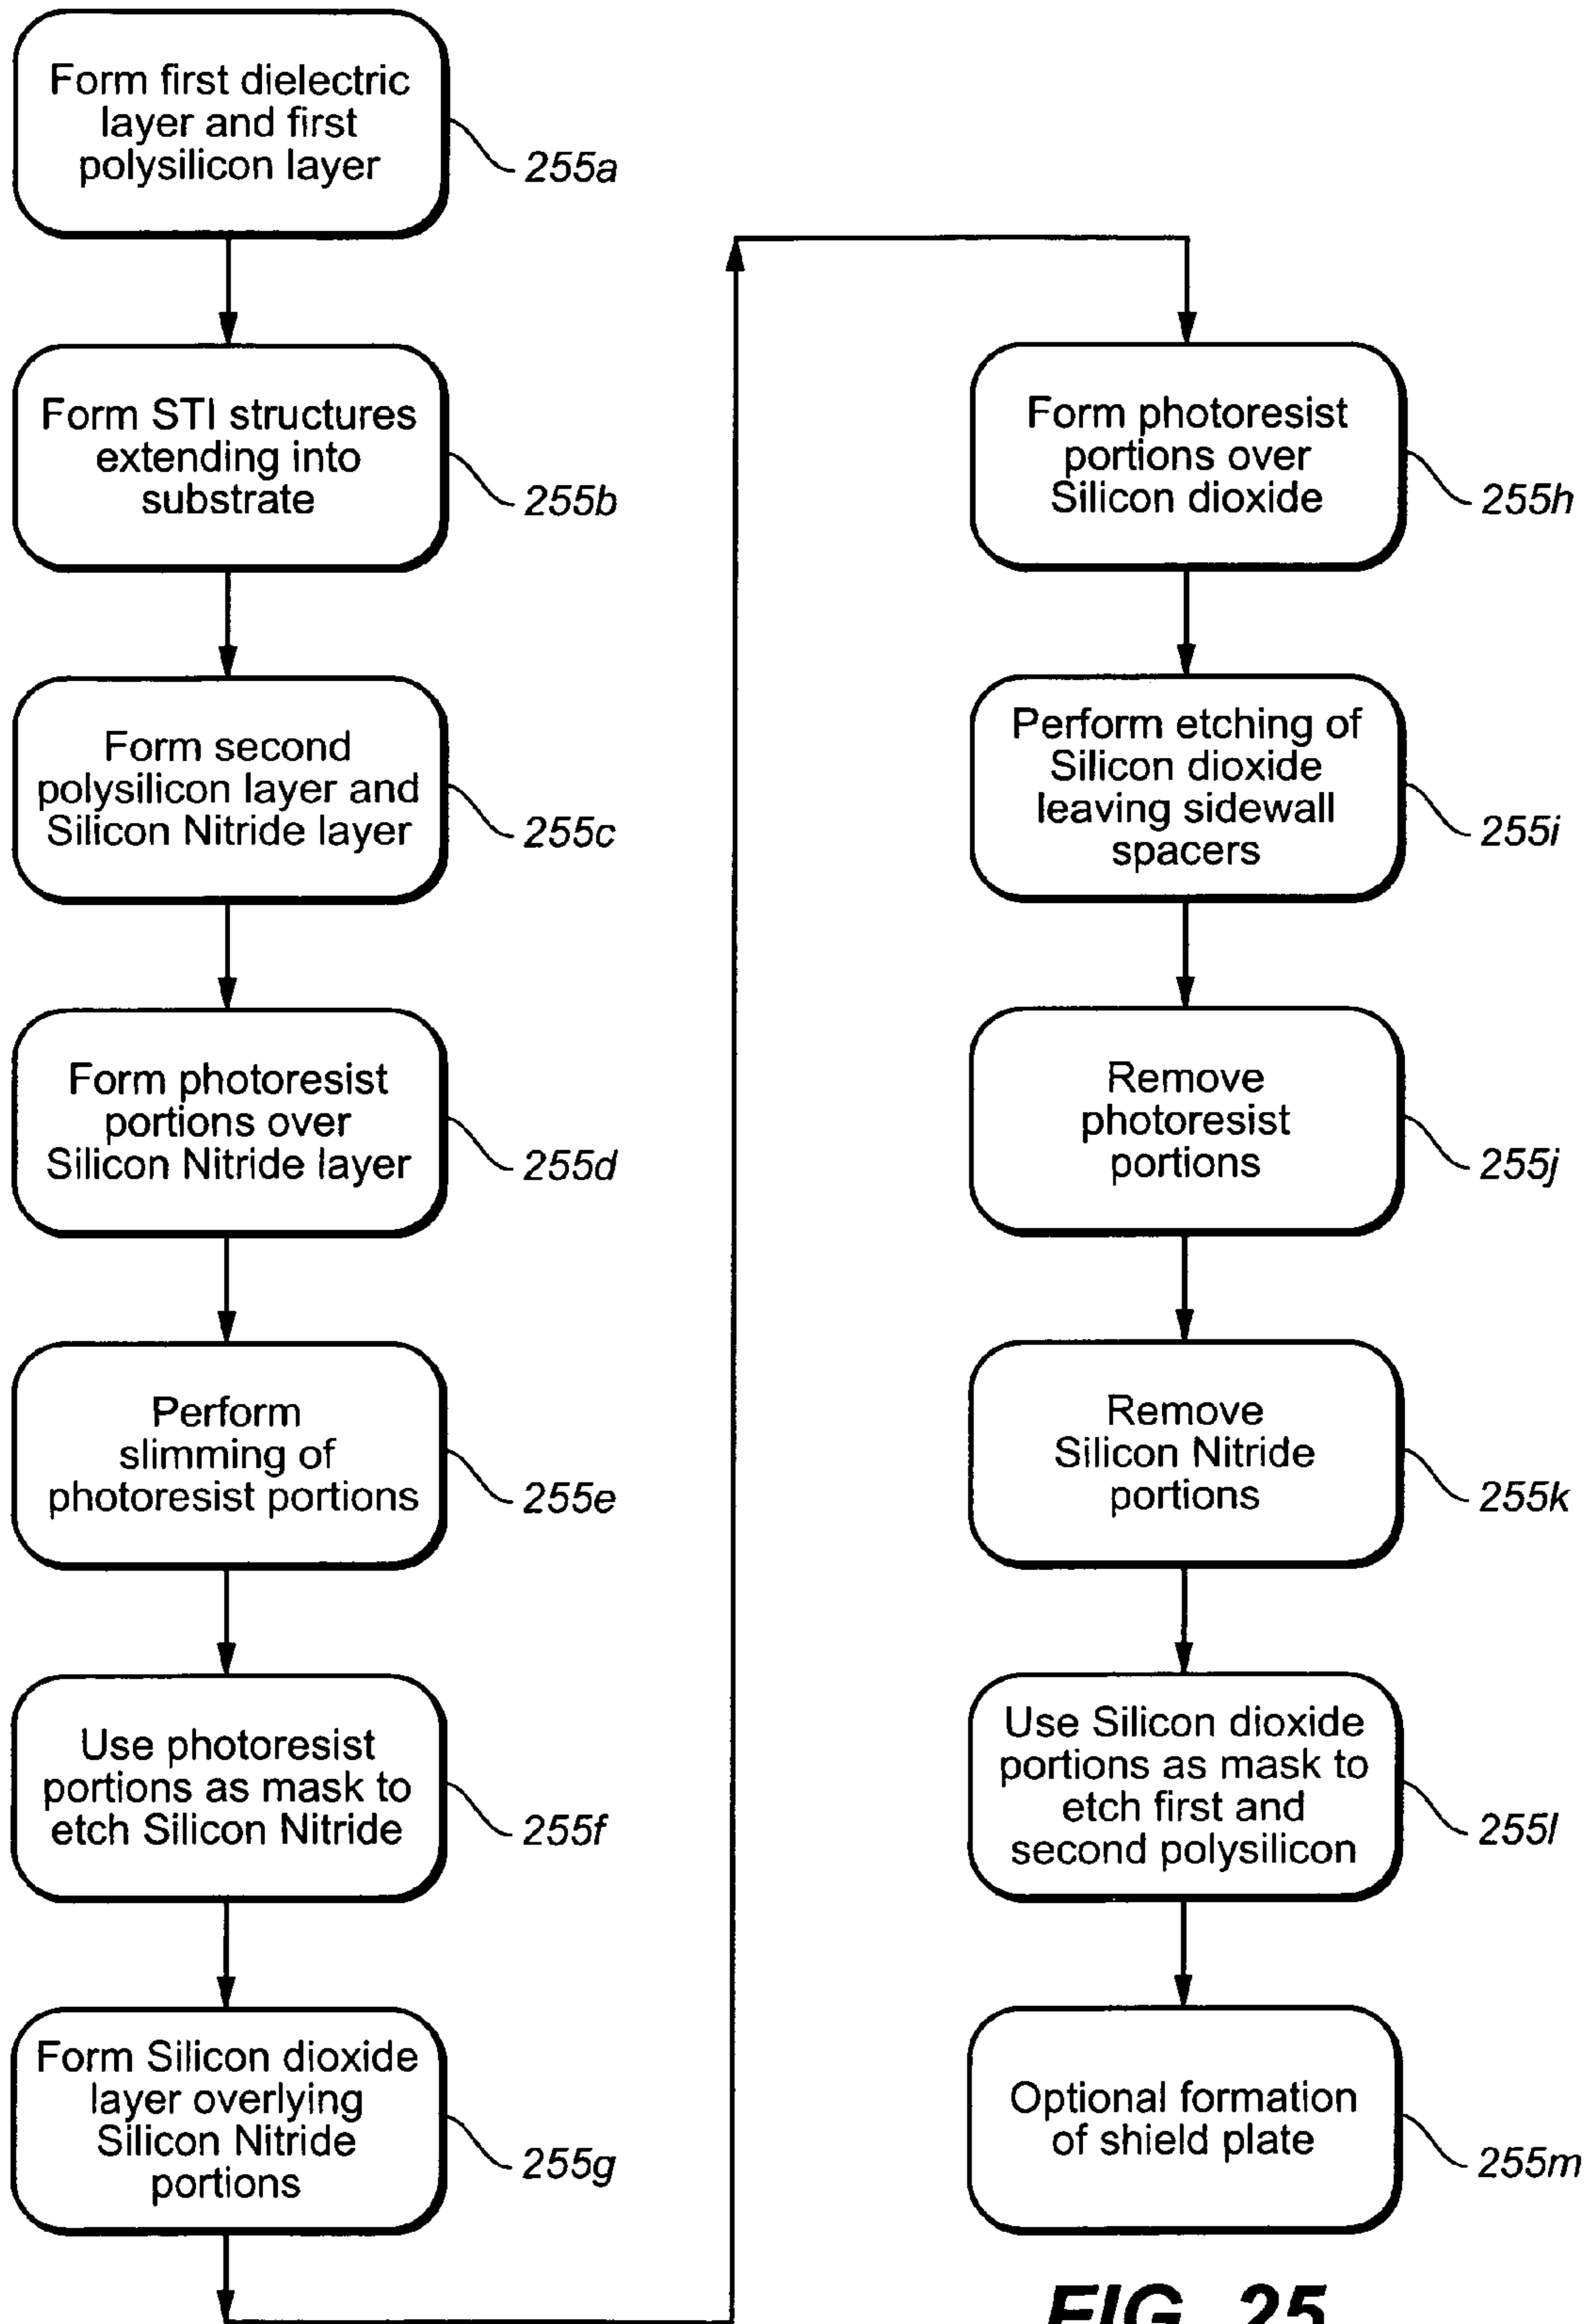 Form first dielectric
layer and first
polysilicon layer
255a
Form STI structures
extending into
substrate
255b
Form second
polysilicon layer and
Silicon Nitride layer
255c
Form photoresist
portions over
Silicon Nitride layer
255d
Perform
slimming of
photoresist portions
255e
Use photoresist
portions as mask to
etch Silicon Nitride
255f
Form Silicon dioxide
layer overlying
Silicon Nitride
portions
255g
Form photoresist
portions over
Silicon dioxide
255h
Perform etching of
Silicon dioxide
leaving sidewall
spacers
255i
Remove
photoresist
portions
255j
Remove
Silicon Nitride
portions
255k
Use Silicon dioxide
portions as mask to
etch first and
second polysilicon
255l
Optional formation
of shield plate
255m
FIG. 25